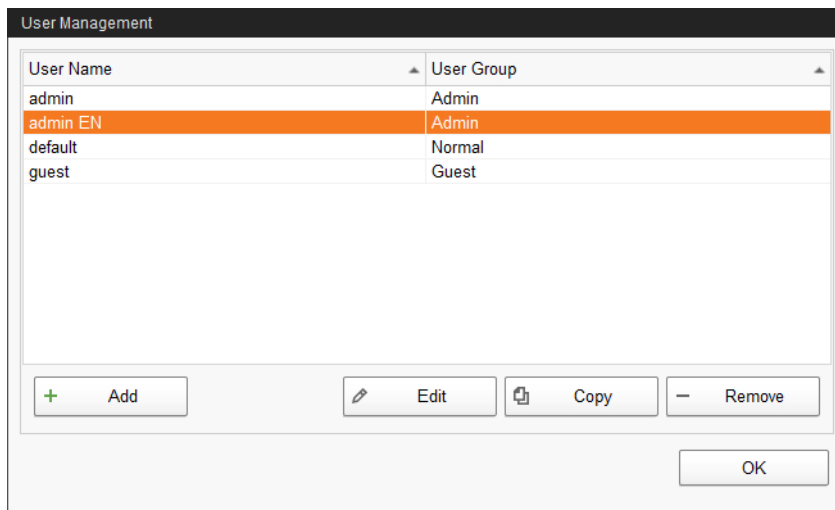 User Management
User Name User Group
admin Admin
admin EN Admin
default Normal
guest Guest
Add Edit Copy Remove
OK